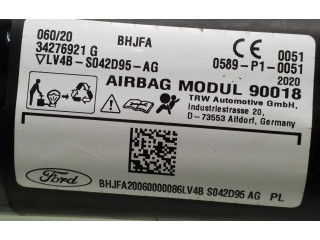 060/20 BHJFA CE 0051
34276921 G 0589-P1-0051
▽LV4B-S042D95-AG 2020
AIRBAG MODUL 90018
TRW Automotive GmbH,
Industriestrasse 20,
D-73553 Alfdorf, Germany
Ford
BHJFA20060000086LV4B S042D95 AG PL